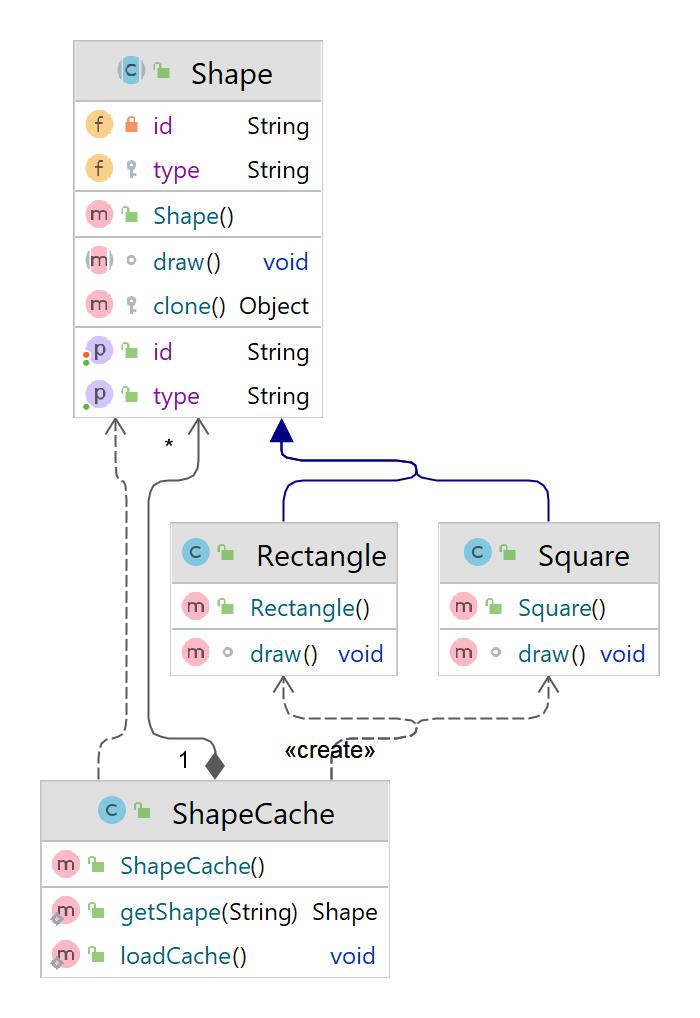 Shape
id String
type String
Shape()
draw() void
clone() Object
id String
type String
*
Rectangle
Rectangle()
draw() void
Square
Square()
draw() void
1
«create»
ShapeCache
ShapeCache()
getShape(String) Shape
loadCache() void